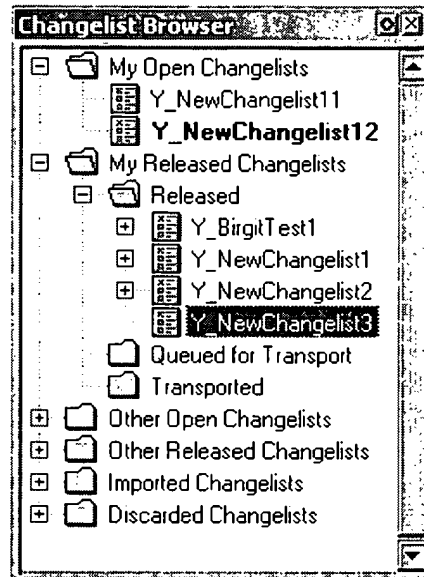 Changelist Browser
My Open Changelists
Y_NewChangelist11
Y_NewChangelist12
My Released Changelists
Released
Y_BirgitTest1
Y_NewChangelist1
Y_NewChangelist2
Y_NewChangelist3
Queued for Transport
Transported
Other Open Changelists
Other Released Changelists
Imported Changelists
Discarded Changelists